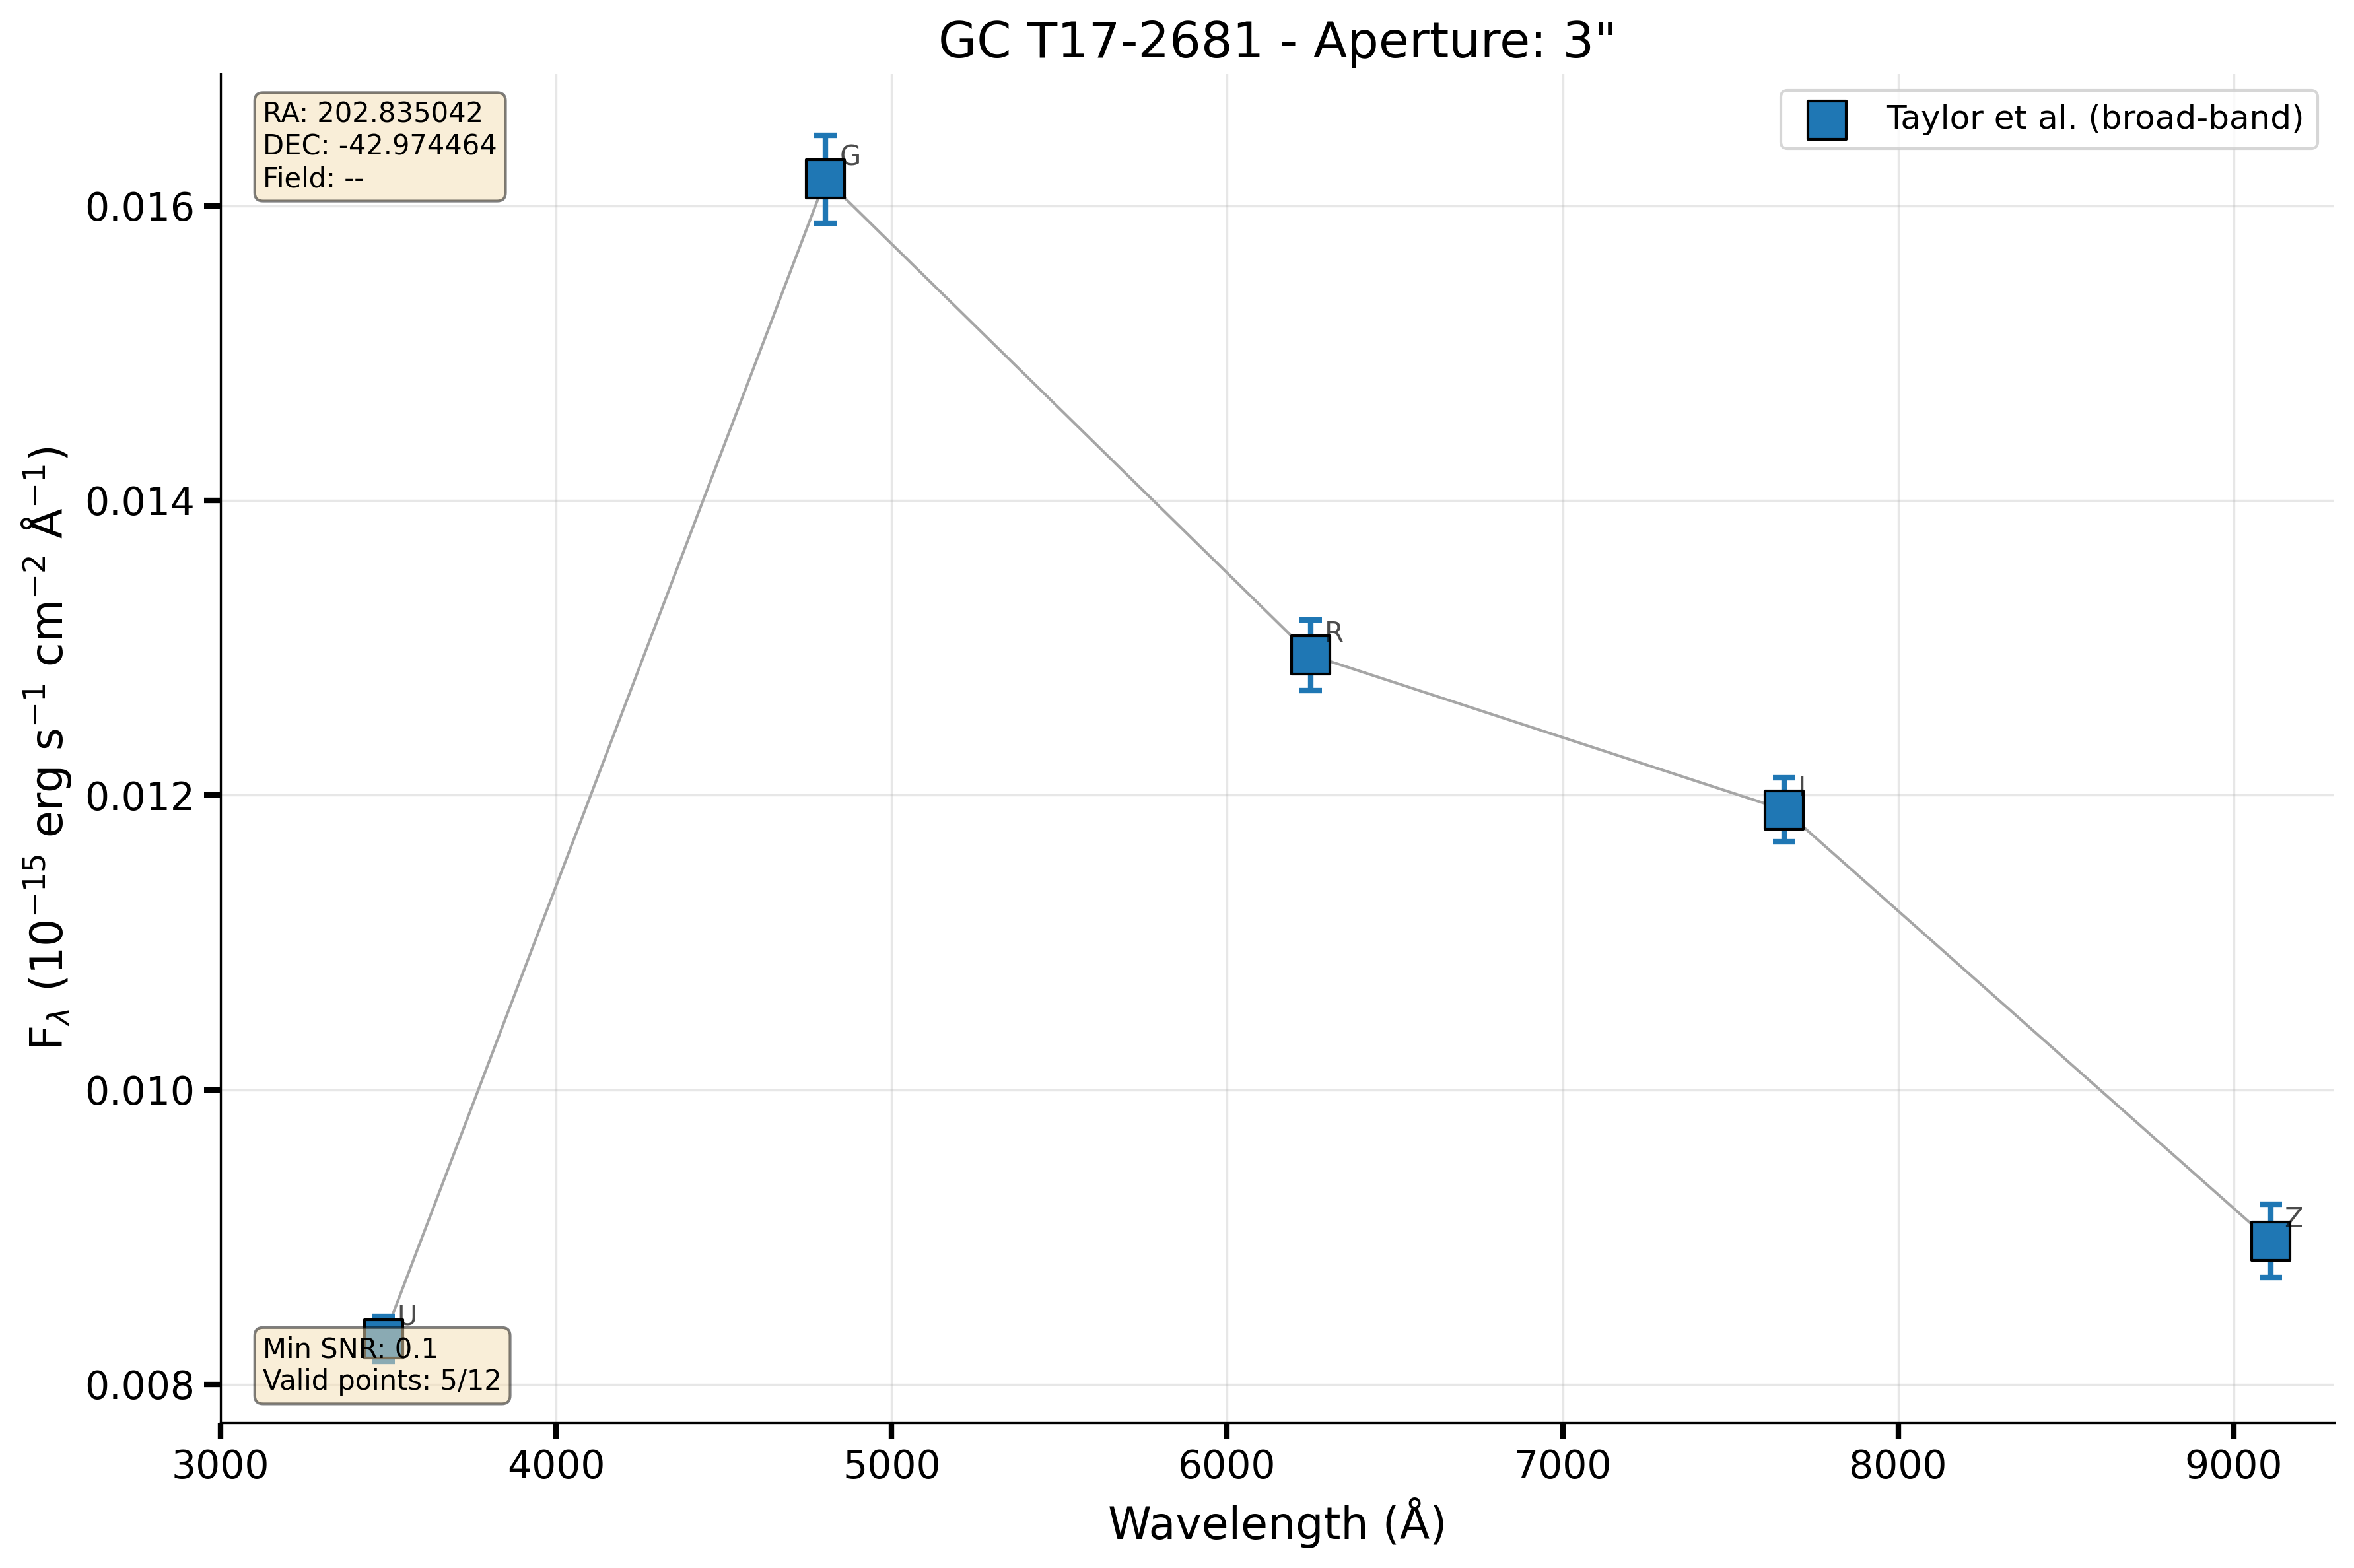 GC T17-2681 - Aperture: 3"
RA: 202.835042
DEC: -42.974464
Field: --
Taylor et al. (broad-band)
G
R
I
Z
U
Min SNR: 0.1
Valid points: 5/12
0.016
0.014
0.012
0.010
0.008
F_λ (10⁻¹⁵ erg s⁻¹ cm⁻² Å⁻¹)
3000 4000 5000 6000 7000 8000 9000
Wavelength (Å)